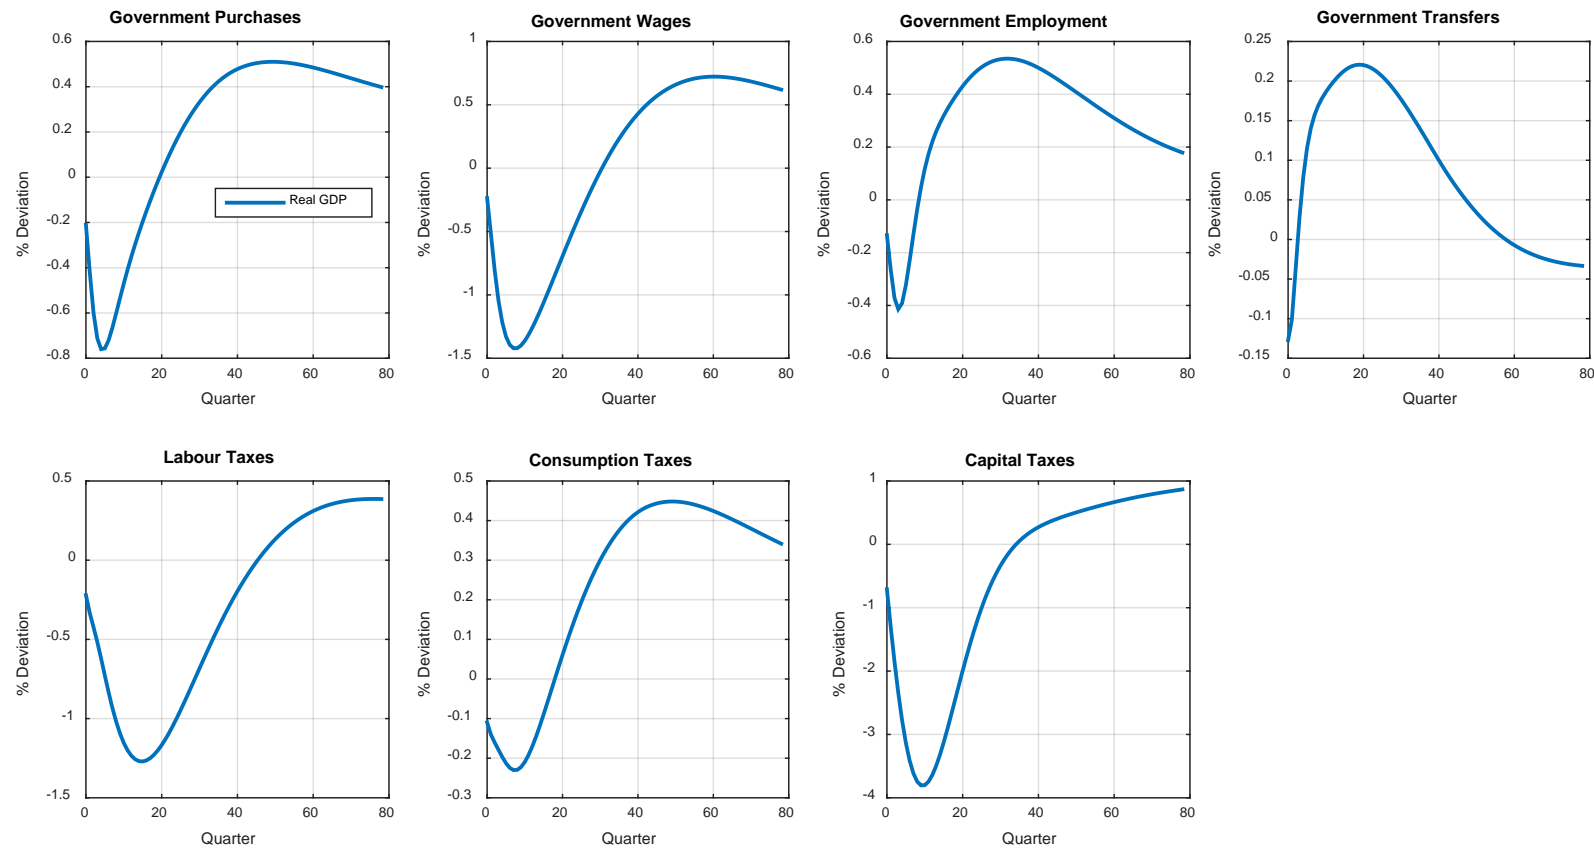 Government Purchases
0.6
0.4
0.2
0
-0.2
-0.4
-0.6
-0.8
% Deviation
Real GDP
0 20 40 60 80
Quarter
Government Wages
1
0.5
0
-0.5
-1
-1.5
% Deviation
0 20 40 60 80
Quarter
Government Employment
0.6
0.4
0.2
0
-0.2
-0.4
-0.6
% Deviation
0 20 40 60 80
Quarter
Government Transfers
0.25
0.2
0.15
0.1
0.05
0
-0.05
-0.1
-0.15
% Deviation
0 20 40 60 80
Quarter
Labour Taxes
0.5
0
-0.5
-1
-1.5
% Deviation
0 20 40 60 80
Quarter
Consumption Taxes
0.5
0.4
0.3
0.2
0.1
0
-0.1
-0.2
-0.3
% Deviation
0 20 40 60 80
Quarter
Capital Taxes
1
0
-1
-2
-3
-4
% Deviation
0 20 40 60 80
Quarter